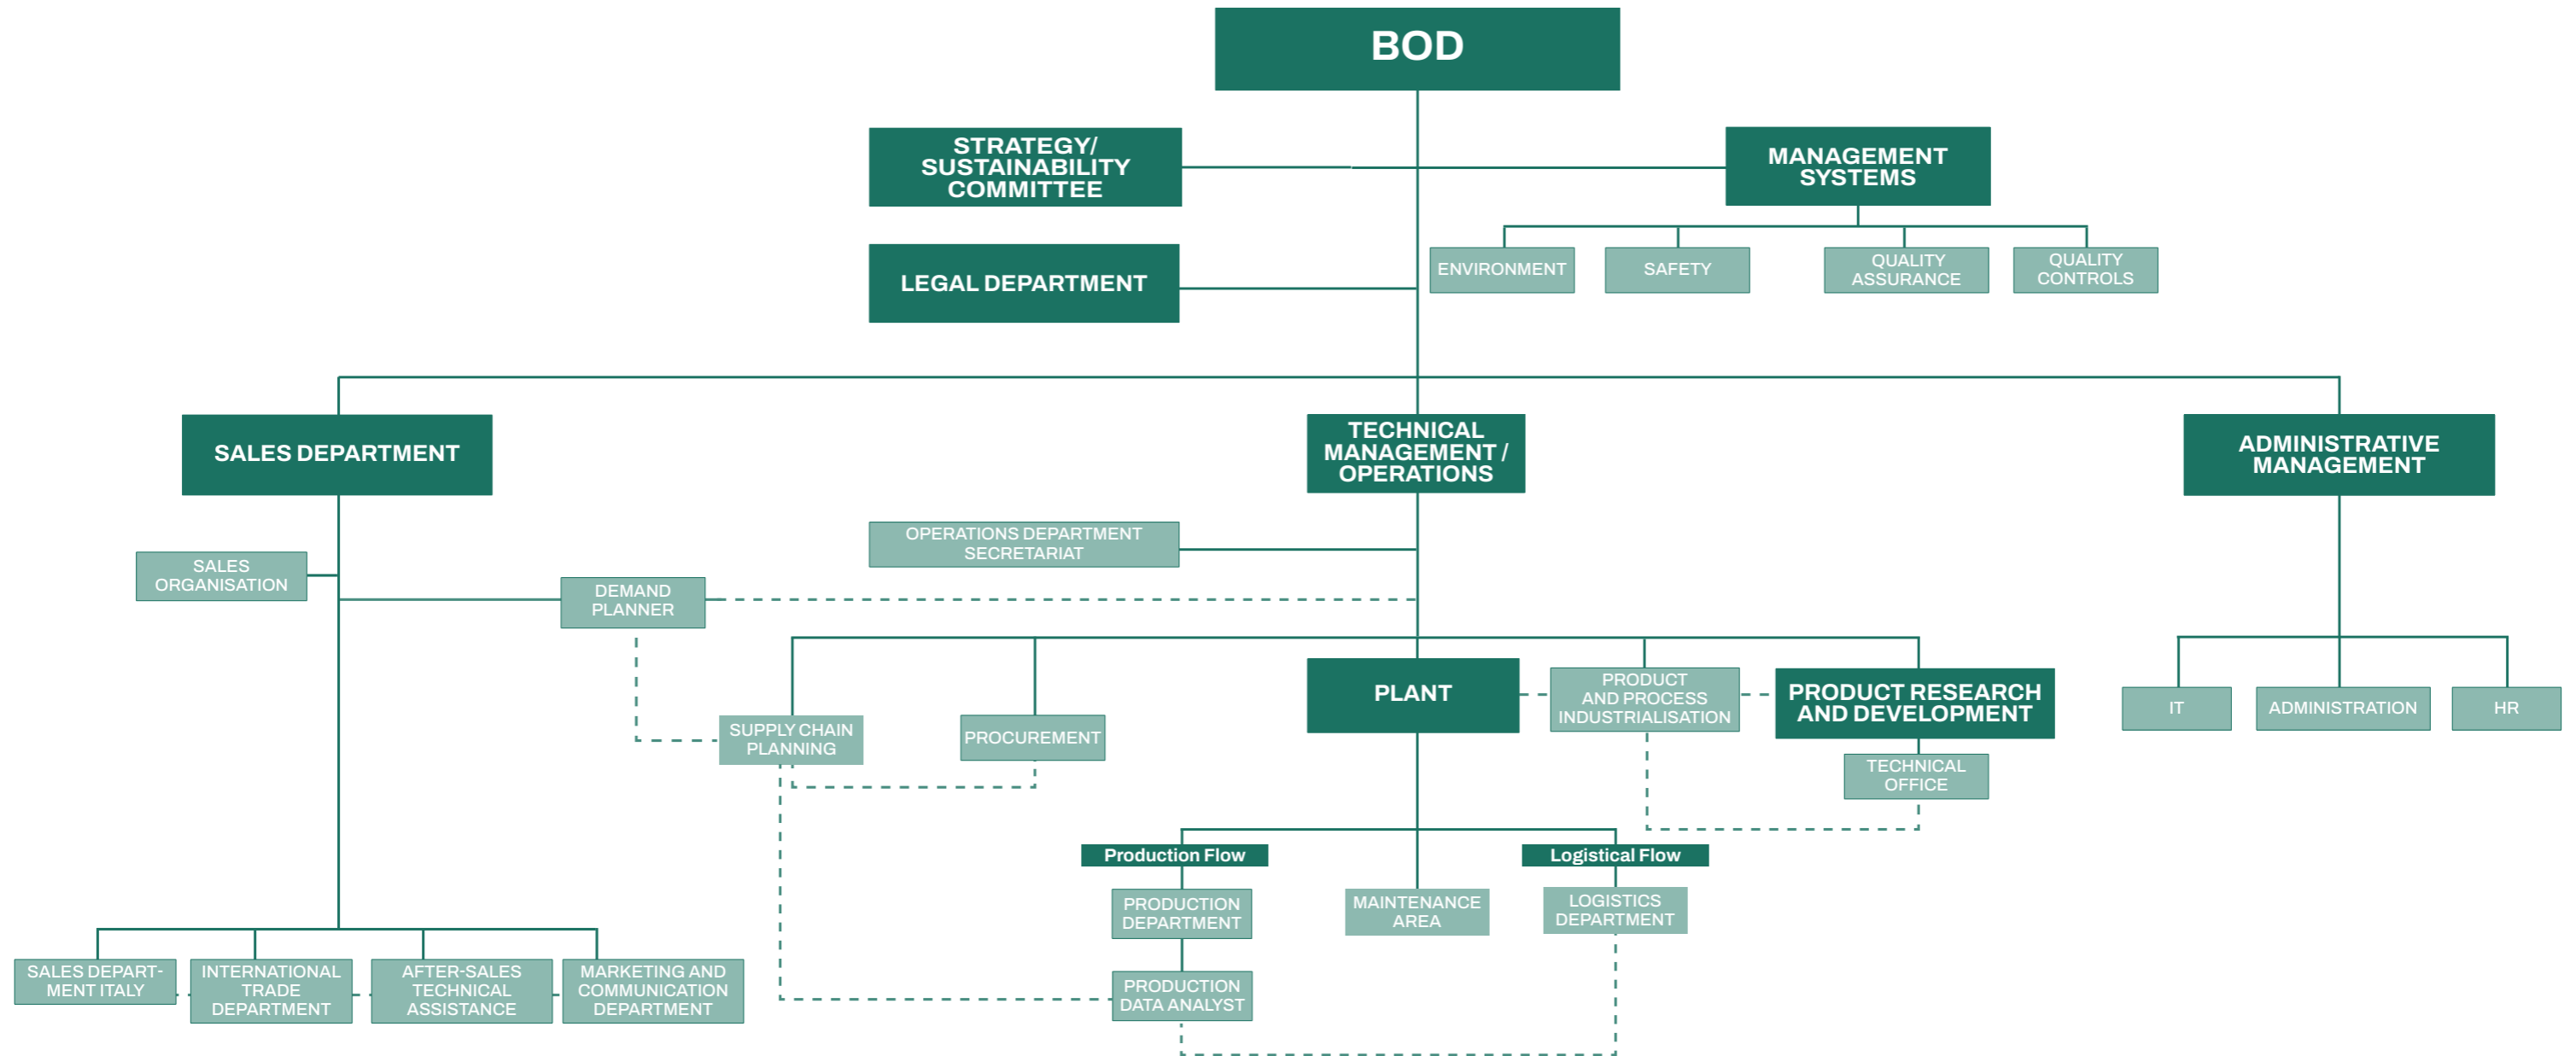 BOD
STRATEGY/
SUSTAINABILITY
COMMITTEE
MANAGEMENT
SYSTEMS
LEGAL DEPARTMENT
ENVIRONMENT
SAFETY
QUALITY
ASSURANCE
QUALITY
CONTROLS
SALES DEPARTMENT
TECHNICAL
MANAGEMENT /
OPERATIONS
ADMINISTRATIVE
MANAGEMENT
OPERATIONS DEPARTMENT
SECRETARIAT
SALES
ORGANISATION
DEMAND
PLANNER
SUPPLY CHAIN
PLANNING
PROCUREMENT
PLANT
PRODUCT
AND PROCESS
INDUSTRIALISATION
PRODUCT RESEARCH
AND DEVELOPMENT
IT
ADMINISTRATION
HR
TECHNICAL
OFFICE
Production Flow
Logistical Flow
PRODUCTION
DEPARTMENT
MAINTENANCE
AREA
LOGISTICS
DEPARTMENT
SALES DEPART-
MENT ITALY
INTERNATIONAL
TRADE
DEPARTMENT
AFTER-SALES
TECHNICAL
ASSISTANCE
MARKETING AND
COMMUNICATION
DEPARTMENT
PRODUCTION
DATA ANALYST